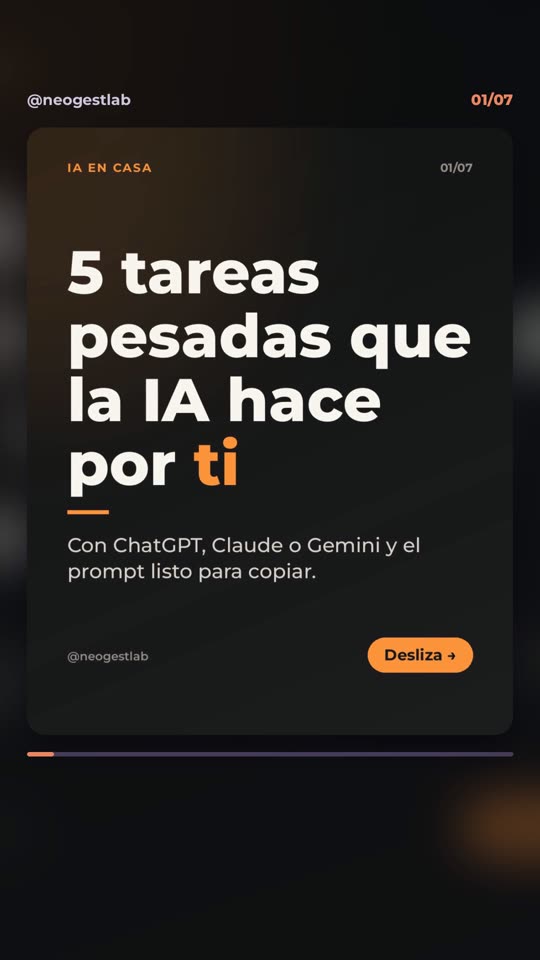 @neogestlab
01/07
IA EN CASA
01/07
5 tareas
pesadas que
la IA hace
por ti
Con ChatGPT, Claude o Gemini y el
prompt listo para copiar.
@neogestlab
Desliza →